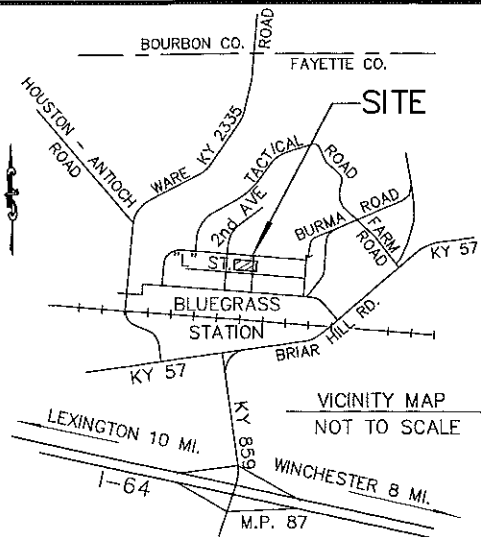 BOURBON CO.
ROAD
FAYETTE CO.
SITE
HOUSTON - ANTIOCH
ROAD
WARE KY 2335
TACTICAL
ROAD
2nd AVE
BURMA ROAD
FARM
ROAD
KY 57
"L" ST.
BLUEGRASS
STATION
BRIAR HILL RD.
KY 57
VICINITY MAP
NOT TO SCALE
KY 859
LEXINGTON 10 MI.
WINCHESTER 8 MI.
I-64
M.P. 87